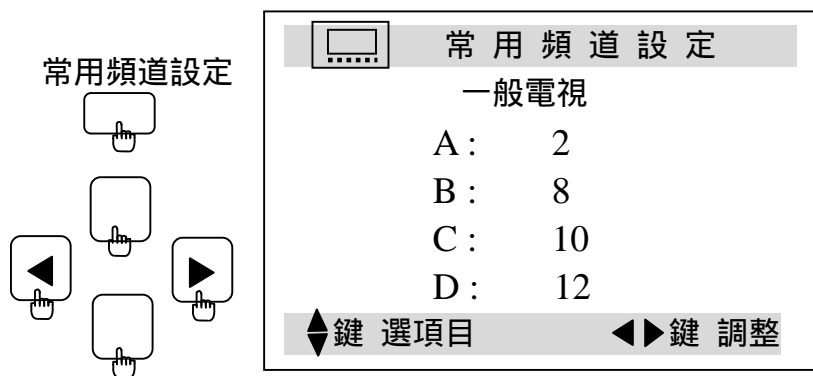 常用頻道設定
常用頻道設定
一般電視
A : 2
B : 8
C : 10
D : 12
鍵 選項目 ◀▶鍵 調整